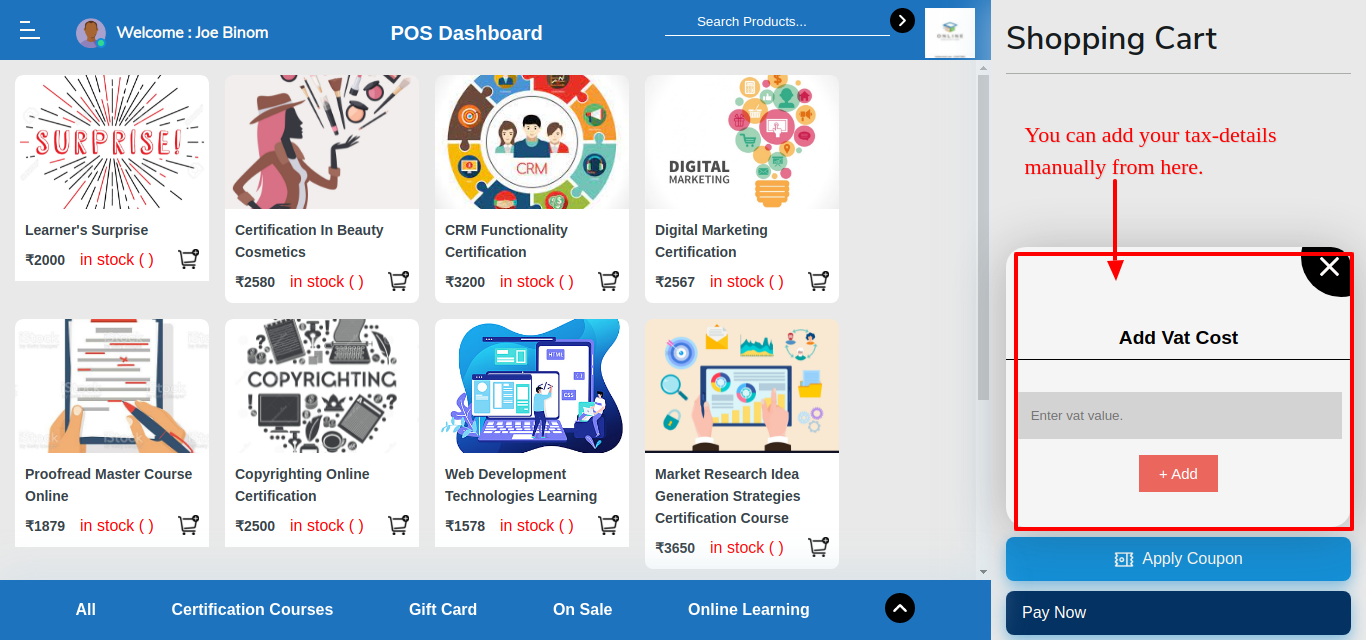 Welcome : Joe Binom
POS Dashboard
Search Products...
ONLINE
Shopping Cart
You can add your tax-details
manually from here.
SURPRISE!
Learner's Surprise
₹2000 in stock ( )
Certification In Beauty
Cosmetics
₹2580 in stock ( )
CRM
CRM Functionality
Certification
₹3200 in stock ( )
DIGITAL
MARKETING
Digital Marketing
Certification
₹2567 in stock ( )
Add Vat Cost
Enter vat value.
+ Add
iStock
Proofread Master Course
Online
₹1879 in stock ( )
COPYRIGHTING
Copyrighting Online
Certification
₹2500 in stock ( )
HTML
</>
CSS
Web Development
Technologies Learning
₹1578 in stock ( )
Market Research Idea
Generation Strategies
Certification Course
₹3650 in stock ( )
Apply Coupon
Pay Now
All
Certification Courses
Gift Card
On Sale
Online Learning